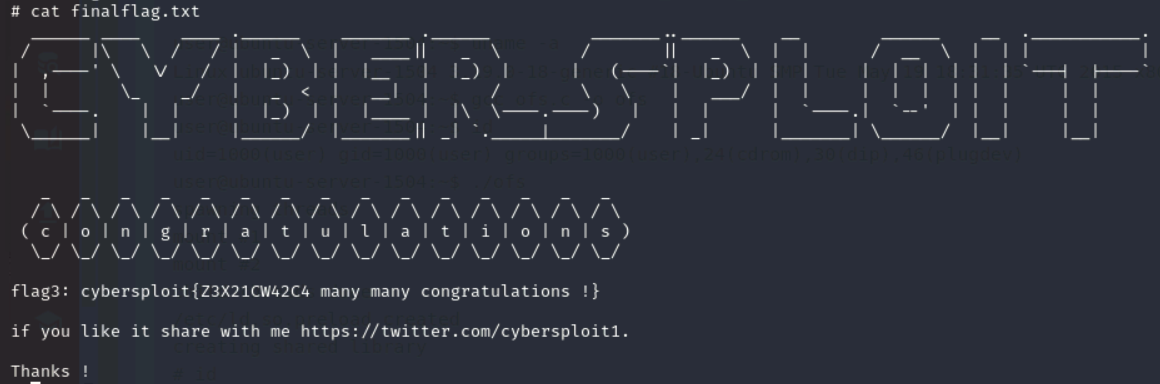 # cat finalflag.txt
CYBERSPLOIT
(c|o|n|g|r|a|t|u|l|a|t|i|o|n|s)
flag3: cybersploit{Z3X21CW42C4 many many congratulations !}
if you like it share with me https://twitter.com/cybersploit1.
Thanks !